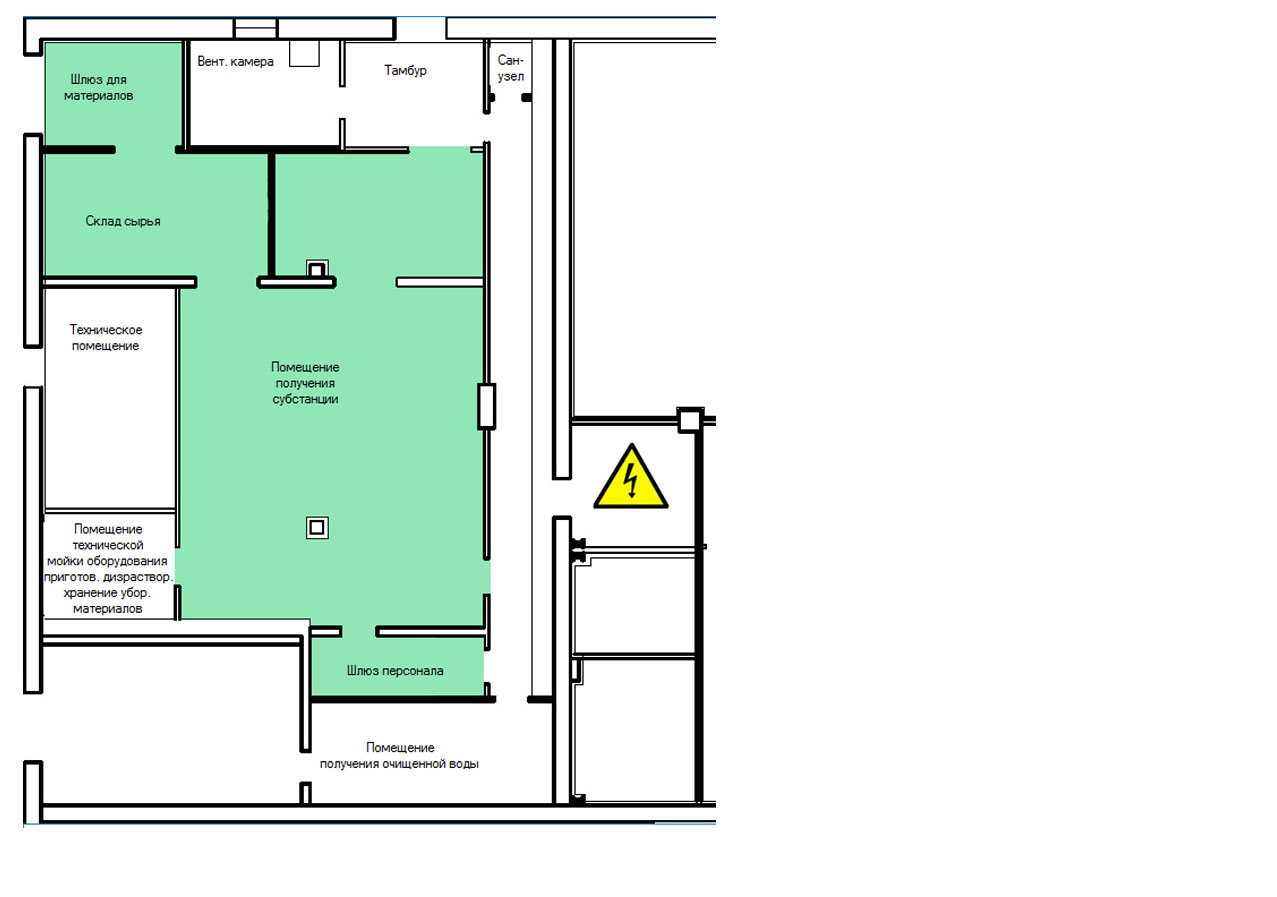 Шлюз для
материалов
Вент. камера
Тамбур
Сан-
узел
Склад сырья
Техническое
помещение
Помещение
получения
субстанции
Помещение
технической
мойки оборудования
приготов. дизраствор.
хранение убор.
материалов
Шлюз персонала
Помещение
получения очищенной воды